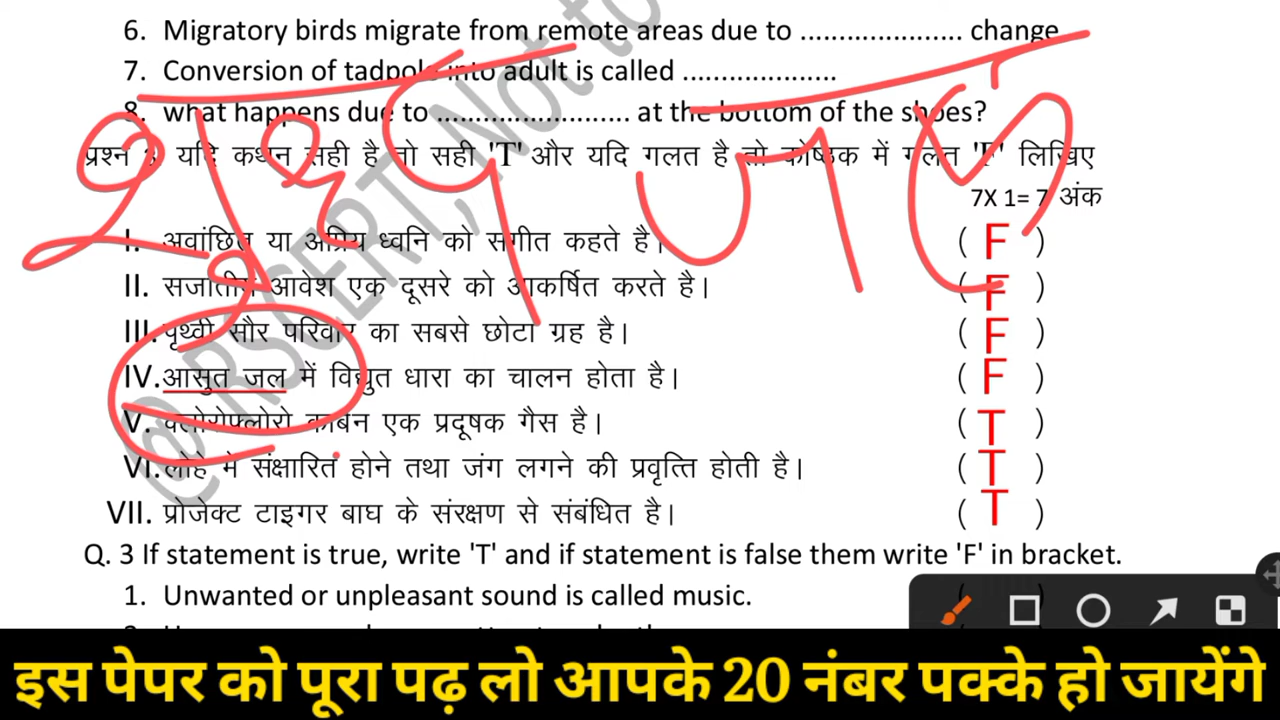 6. Migratory birds migrate from remote areas due to ..................... change
7. Conversion of tadpole into adult is called ....................
8. what happens due to ......................... at the bottom of the shoes?
प्रश्न 3 यदि कथन सही है तो सही 'T' और यदि गलत है तो कोष्ठक में गलत 'F' लिखिए
7X 1= 7 अंक
I. अवांछित या अप्रिय ध्वनि को संगीत कहते है। ( F )
II. सजातीय आवेश एक दूसरे को आकर्षित करते है। ( F )
III. पृथ्वी सौर परिवार का सबसे छोटा ग्रह है। ( F )
IV. आसुत जल में विद्युत धारा का चालन होता है। ( F )
V. क्लोरोफ्लोरो कार्बन एक प्रदूषक गैस है। ( T )
VI. लोहे मे संक्षारित होने तथा जंग लगने की प्रवृत्ति होती है। ( T )
VII. प्रोजेक्ट टाइगर बाघ के संरक्षण से संबंधित है। ( T )
Q. 3 If statement is true, write 'T' and if statement is false them write 'F' in bracket.
1. Unwanted or unpleasant sound is called music.
इस पेपर को पूरा पढ़ लो आपके 20 नंबर पक्के हो जायेंगे
@RSCERT, Not to